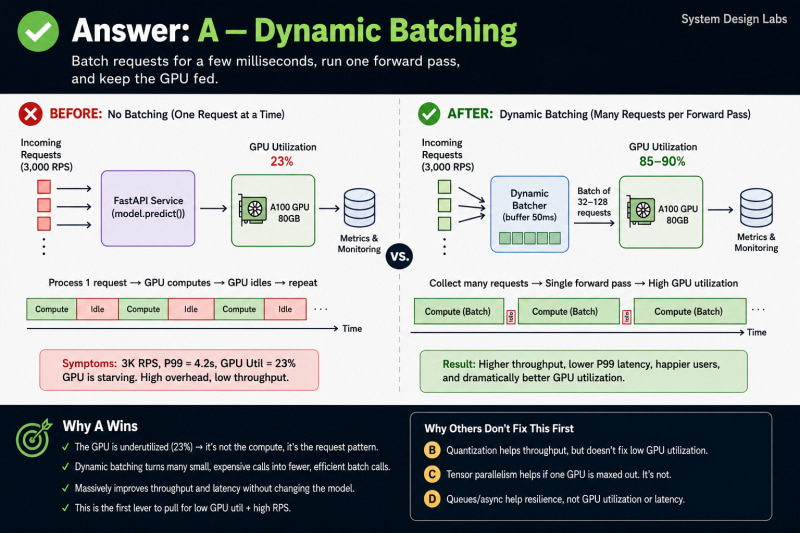 Answer: A — Dynamic Batching
System Design Labs
Batch requests for a few milliseconds, run one forward pass,
and keep the GPU fed.
BEFORE: No Batching (One Request at a Time)
Incoming
Requests
(3,000 RPS)
FastAPI Service
(model.predict())
GPU Utilization
23%
A100 GPU
80GB
Metrics &
Monitoring
Process 1 request → GPU computes → GPU idles → repeat
Compute
Idle
Compute
Idle
Compute
Idle
...
Time
Symptoms: 3K RPS, P99 = 4.2s, GPU Util = 23%
GPU is starving. High overhead, low throughput.
VS.
AFTER: Dynamic Batching (Many Requests per Forward Pass)
Incoming
Requests
(3,000 RPS)
Dynamic
Batcher
(buffer 50ms)
Batch of
32–128
requests
GPU Utilization
85–90%
A100 GPU
80GB
Metrics &
Monitoring
Collect many requests → Single forward pass → High GPU utilization
Compute (Batch)
Idle
Compute (Batch)
Idle
Compute (Batch)
...
Time
Result: Higher throughput, lower P99 latency, happier users,
and dramatically better GPU utilization.
Why A Wins
✓ The GPU is underutilized (23%) → it's not the compute, it's the request pattern.
✓ Dynamic batching turns many small, expensive calls into fewer, efficient batch calls.
✓ Massively improves throughput and latency without changing the model.
✓ This is the first lever to pull for low GPU util + high RPS.
Why Others Don't Fix This First
B Quantization helps throughput, but doesn't fix low GPU utilization.
C Tensor parallelism helps if one GPU is maxed out. It's not.
D Queues/async help resilience, not GPU utilization or latency.